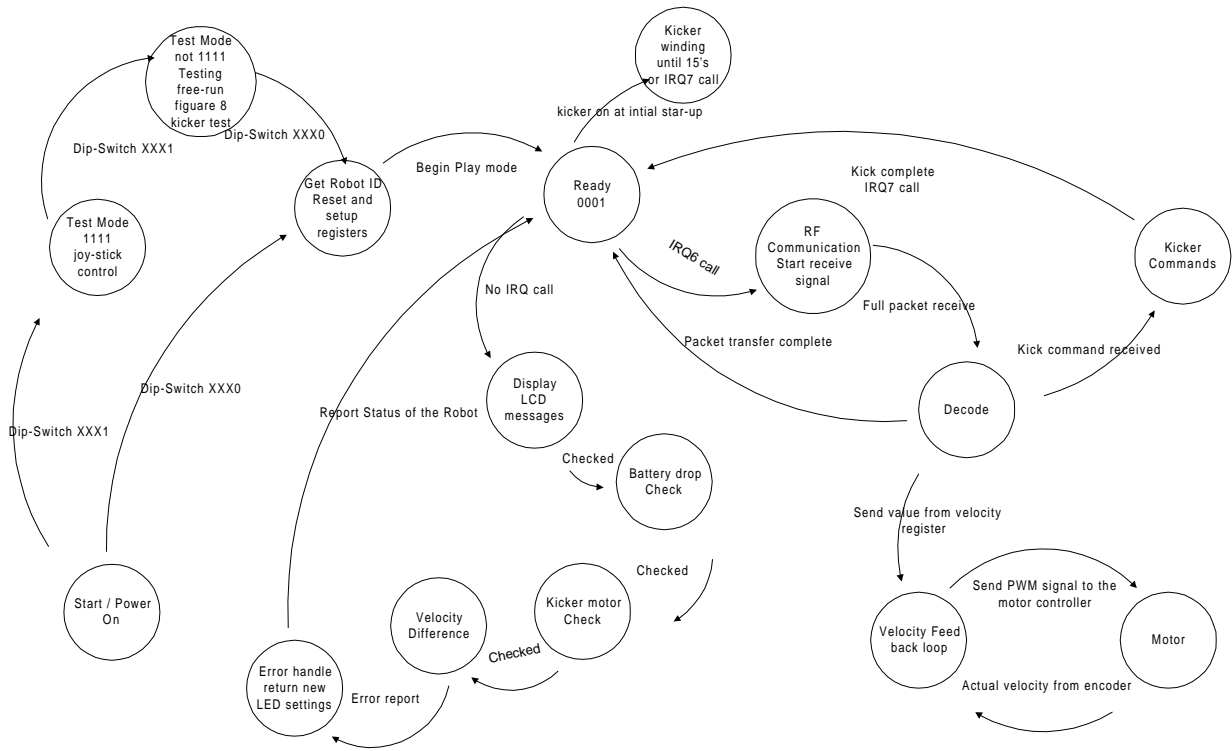 Test Mode
not 1111
Testing
free-run
figuare 8
kicker test
Dip-Switch XXX1
Dip-Switch XXX0
Test Mode
1111
joy-stick
control
Get Robot ID
Reset and
setup
registers
Begin Play mode
Kicker
winding
until 15's
or IRQ7 call
kicker on at intial star-up
Ready
0001
Kick complete
IRQ7 call
RF
Communication
Start receive
signal
IRQ6 call
Kicker
Commands
No IRQ call
Full packet receive
Packet transfer complete
Kick command received
Dip-Switch XXX0
Dip-Switch XXX1
Report Status of the Robot
Display
LCD
messages
Decode
Checked
Battery drop
Check
Send value from velocity
register
Checked
Start / Power
On
Velocity
Difference
Kicker motor
Check
Checked
Error handle
return new
LED settings
Error report
Send PWM signal to the
motor controller
Velocity Feed
back loop
Motor
Actual velocity from encoder